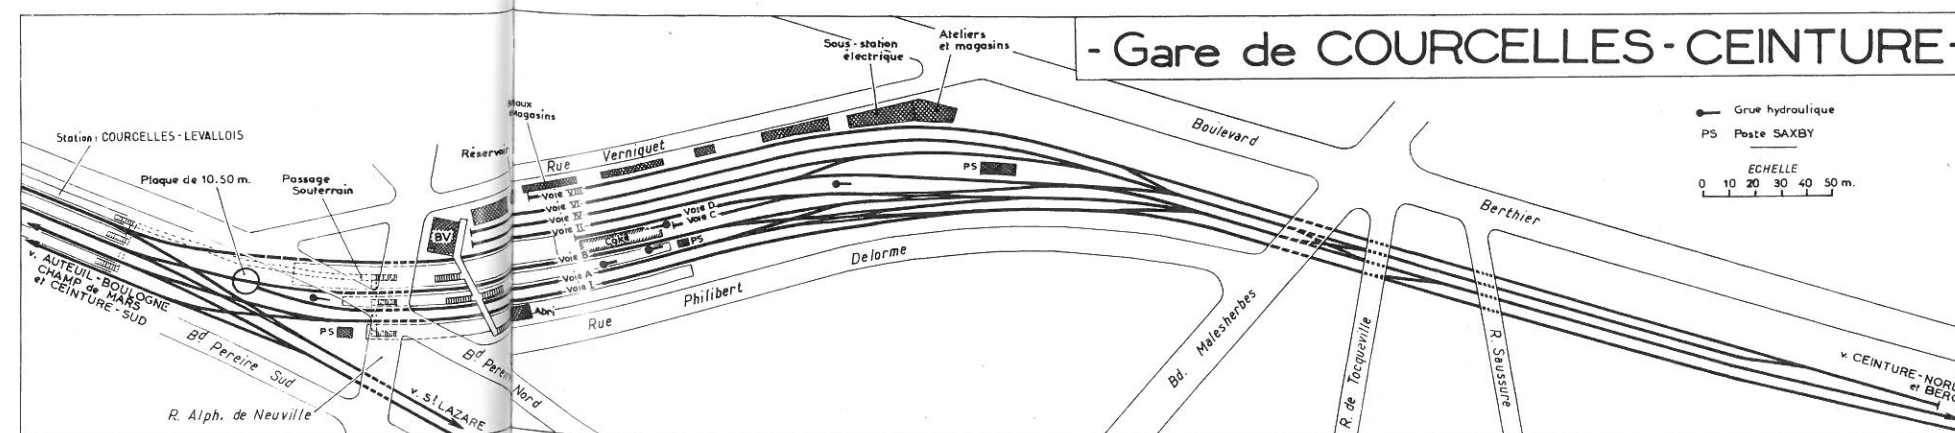 - Gare de COURCELLES - CEINTURE -
Grue hydraulique
PS Poste SAXBY
ECHELLE
0 10 20 30 40 50 m.
Sous-station
électrique
Ateliers
et magasins
Magasins
Station: COURCELLES-LEVALLOIS
Réservoir
Plaque de 10.50 m.
Passage
Souterrain
Rue Verniquet
Boulevard
Berthier
BV
Voie VIII
Voie VI
Voie IV
Voie II
Voie D
Voie C
Coke
PS
PS
Voie B
Voie A
Voie I
Abri
PS
Rue Philibert Delorme
v. AUTEUIL-BOULOGNE
CHAMP de MARS
et CEINTURE-SUD
Bd Pereire Sud
Bd Pereire Nord
R. Alph. de Neuville
v. St LAZARE
Bd. Malesherbes
R. de Tocqueville
R. Saussure
v. CEINTURE-NOR
et BERC